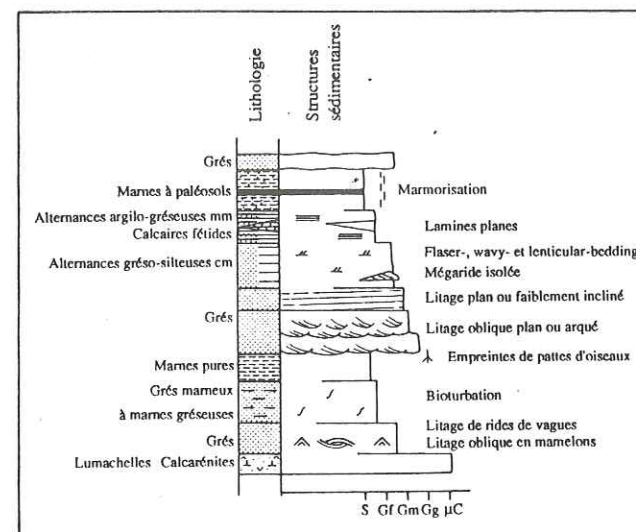 Lithologie
Structures
sédimentaires
Grés
Marnes à paléosols
Marmorisation
Alternances argilo-gréseuses mm
Lamines planes
Calcaires fétides
Flaser-, wavy- et lenticular-bedding
Alternances gréso-silteuses cm
Mégaride isolée
Litage plan ou faiblement incliné
Grés
Litage oblique plan ou arqué
Empreintes de pattes d'oiseaux
Marnes pures
Grés marneux
Bioturbation
à marnes gréseuses
Litage de rides de vagues
Grés
Litage oblique en mamelons
Lumachelles Calcarénites
S Gf Gm Gg µC